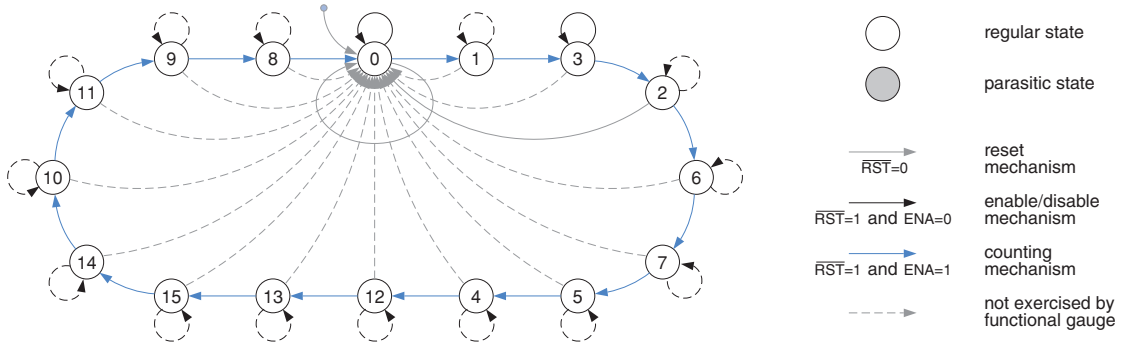 9
8
0
1
3
11
2
10
6
14
7
15
13
12
4
5
regular state
parasitic state
reset
mechanism
RST=0
enable/disable
mechanism
RST=1 and ENA=0
counting
mechanism
RST=1 and ENA=1
not exercised by
functional gauge